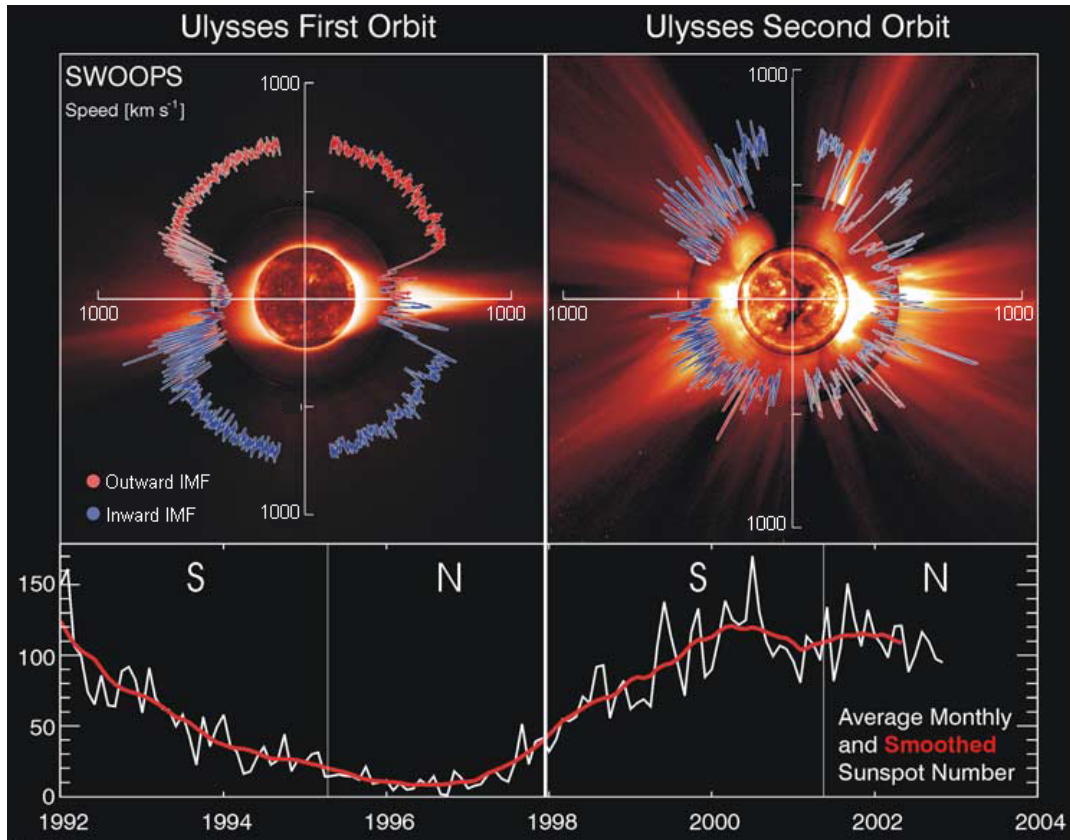 Ulysses First Orbit
Ulysses Second Orbit
SWOOPS
Speed [km s⁻¹]
1000
1000
1000
1000
Outward IMF
Inward IMF
1000
1000
1000
1000
S
N
S
N
150
100
50
0
Average Monthly
and Smoothed
Sunspot Number
1992
1994
1996
1998
2000
2002
2004